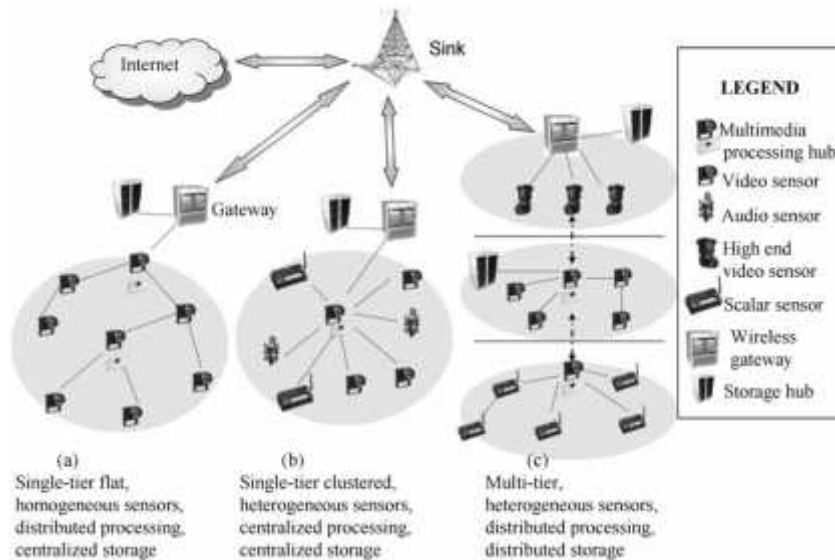 Internet
Sink
Gateway
LEGEND
Multimedia
processing hub
Video sensor
Audio sensor
High end
video sensor
Scalar sensor
Wireless
gateway
Storage hub
(a)
Single-tier flat,
homogeneous sensors,
distributed processing,
centralized storage
(b)
Single-tier clustered,
heterogeneous sensors,
centralized processing,
centralized storage
(c)
Multi-tier,
heterogeneous sensors,
distributed processing,
distributed storage